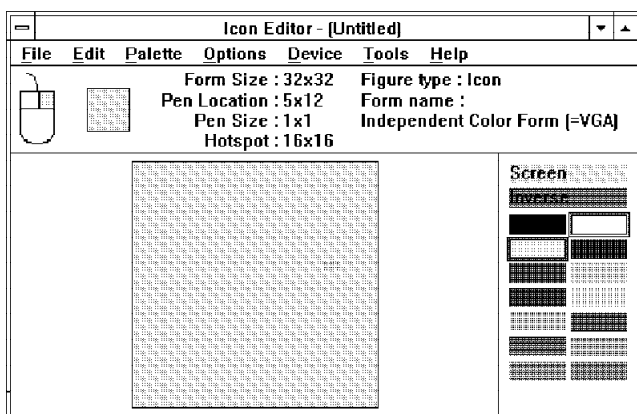 Icon Editor - [Untitled]
File Edit Palette Options Device Tools Help
Form Size : 32x32 Figure type : Icon
Pen Location : 5x12 Form name :
Pen Size : 1x1 Independent Color Form (=VGA)
Hotspot : 16x16
Screen
Inverse